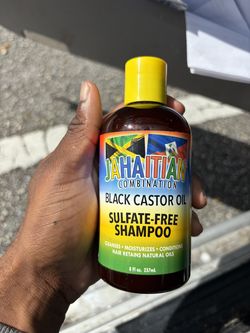 JAHAITIAN
COMBINATION
BLACK CASTOR OIL
SULFATE-FREE
SHAMPOO
CLEANSES • MOISTURIZES • CONDITIONS
HAIR RETAINS NATURAL OILS
8 fl oz. 237mL